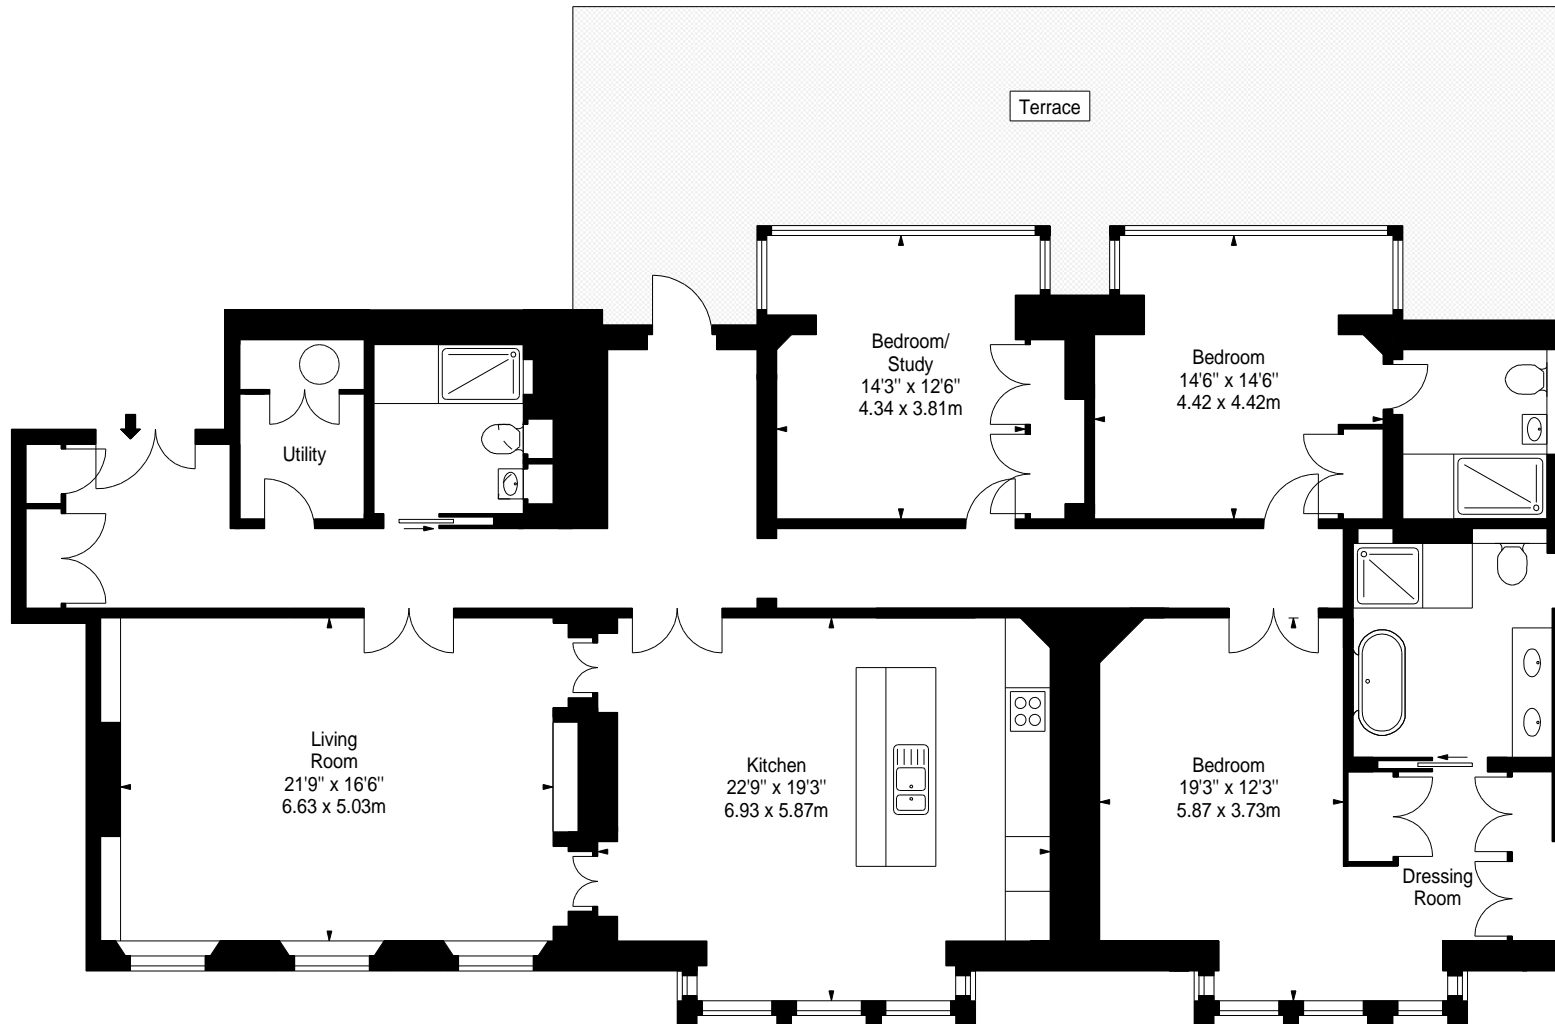 Terrace
Bedroom/
Study
14'3" x 12'6"
4.34 x 3.81m
Bedroom
14'6" x 14'6"
4.42 x 4.42m
Utility
Living
Room
21'9" x 16'6"
6.63 x 5.03m
Kitchen
22'9" x 19'3"
6.93 x 5.87m
Bedroom
19'3" x 12'3"
5.87 x 3.73m
Dressing
Room